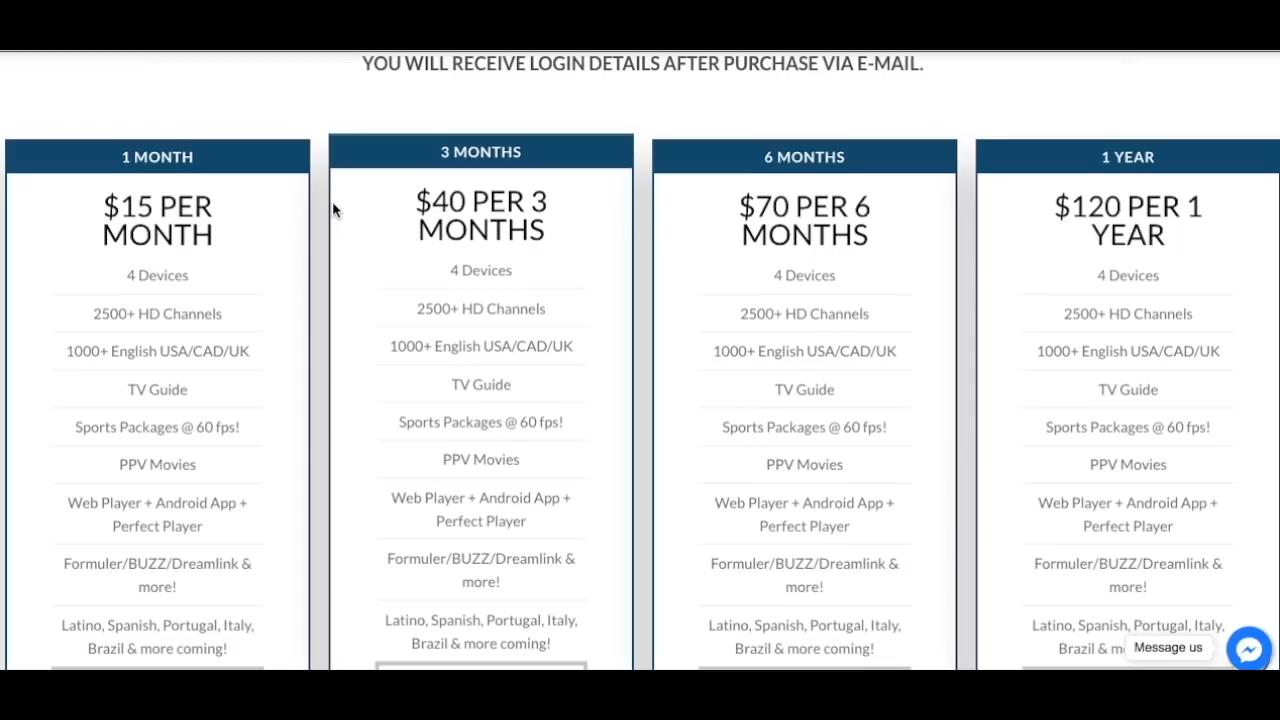 YOU WILL RECEIVE LOGIN DETAILS AFTER PURCHASE VIA E-MAIL.
1 MONTH
$15 PER
MONTH
4 Devices
2500+ HD Channels
1000+ English USA/CAD/UK
TV Guide
Sports Packages @ 60 fps!
PPV Movies
Web Player + Android App +
Perfect Player
Formuler/BUZZ/Dreamlink &
more!
Latino, Spanish, Portugal, Italy,
Brazil & more coming!
3 MONTHS
$40 PER 3
MONTHS
4 Devices
2500+ HD Channels
1000+ English USA/CAD/UK
TV Guide
Sports Packages @ 60 fps!
PPV Movies
Web Player + Android App +
Perfect Player
Formuler/BUZZ/Dreamlink &
more!
Latino, Spanish, Portugal, Italy,
Brazil & more coming!
6 MONTHS
$70 PER 6
MONTHS
4 Devices
2500+ HD Channels
1000+ English USA/CAD/UK
TV Guide
Sports Packages @ 60 fps!
PPV Movies
Web Player + Android App +
Perfect Player
Formuler/BUZZ/Dreamlink &
more!
Latino, Spanish, Portugal, Italy,
Brazil & more coming!
1 YEAR
$120 PER 1
YEAR
4 Devices
2500+ HD Channels
1000+ English USA/CAD/UK
TV Guide
Sports Packages @ 60 fps!
PPV Movies
Web Player + Android App +
Perfect Player
Formuler/BUZZ/Dreamlink &
more!
Latino, Spanish, Portugal, Italy,
Brazil &
Message us